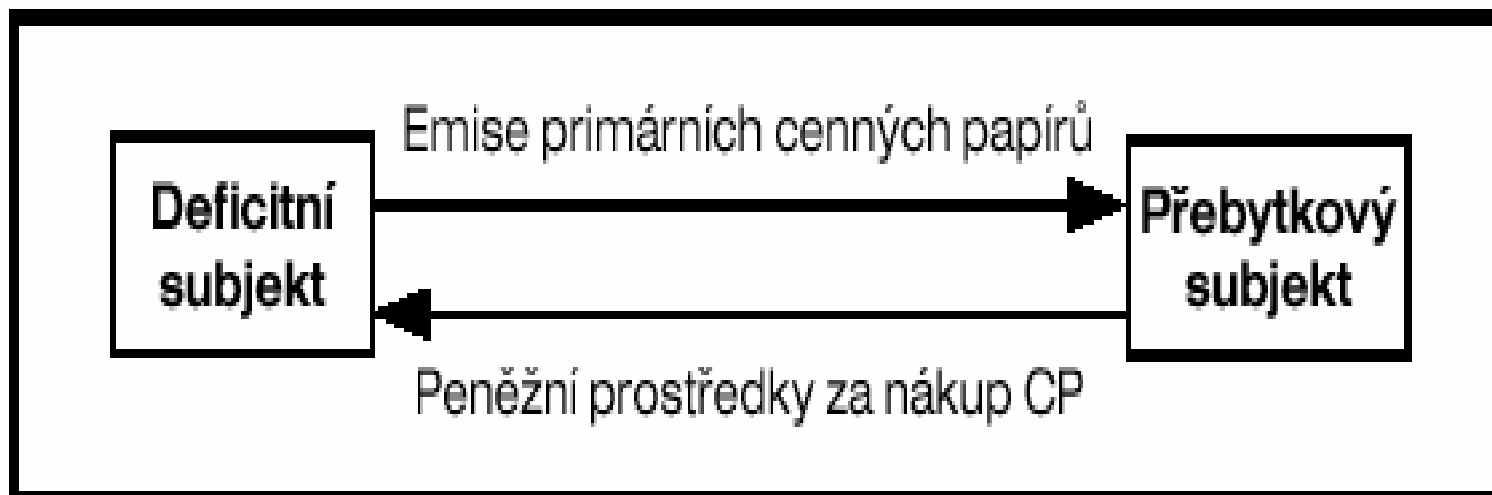 Emise primárních cenných papírů
Deficitní
subjekt
Přebytkový
subjekt
Peněžní prostředky za nákup CP